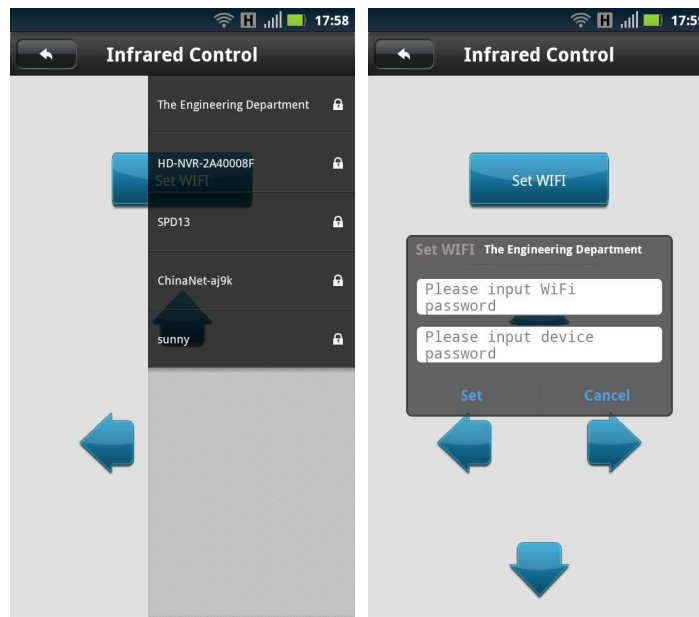 H 17:58
Infrared Control
The Engineering Department
HD-NVR-2A40008F
Set WIFI
SPD13
ChinaNet-aj9k
sunny
H 17:59
Infrared Control
Set WIFI
Set WIFI The Engineering Department
Please input WiFi
password
Please input device
password
Set Cancel